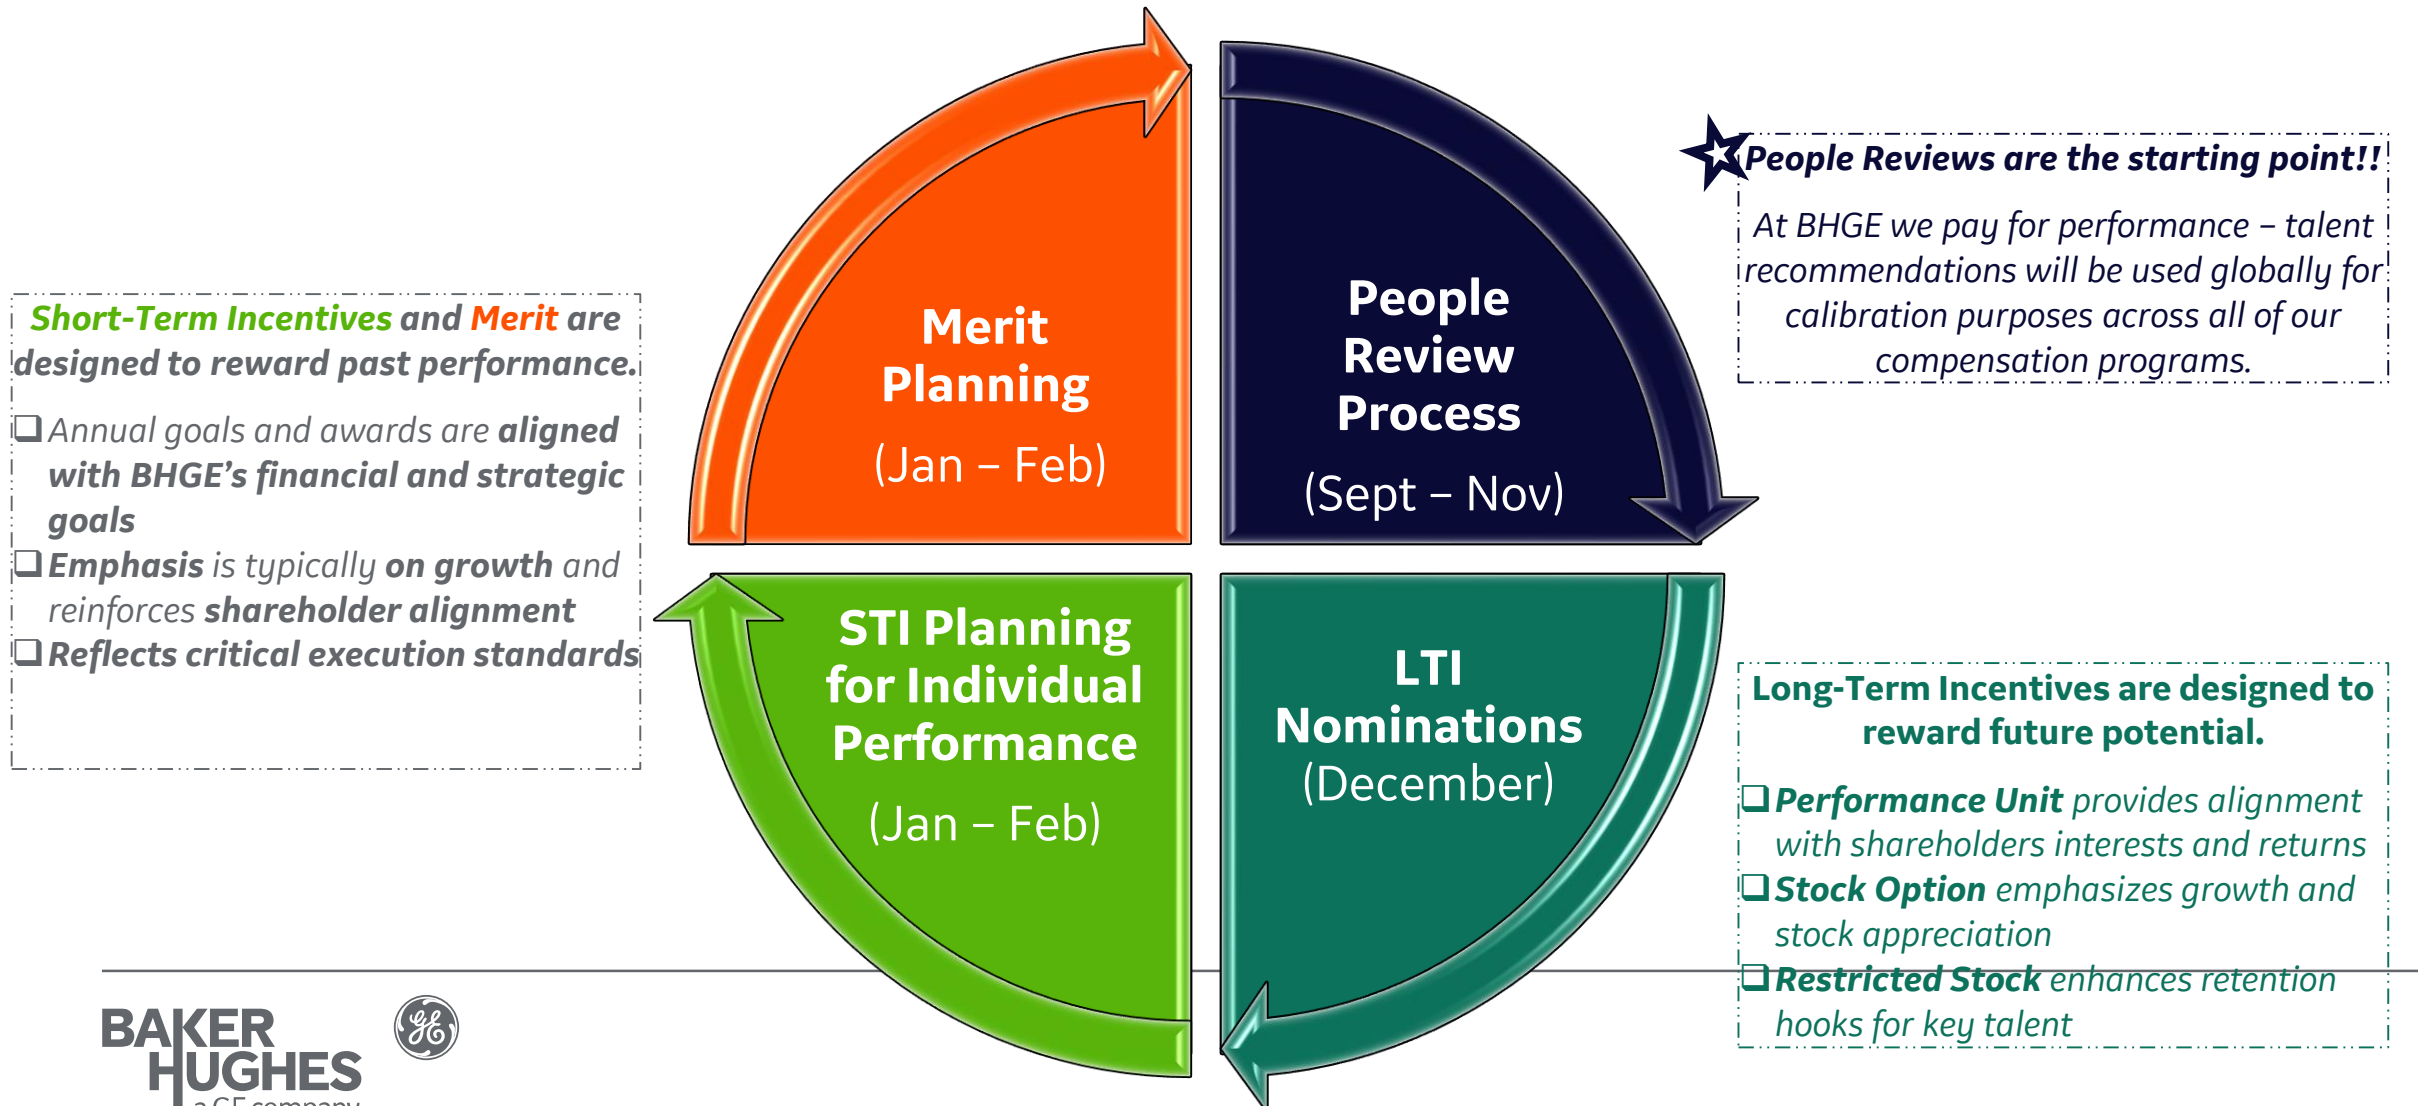 Merit
Planning
(Jan – Feb)
People
Review
Process
(Sept – Nov)
People Reviews are the starting point!!
At BHGE we pay for performance – talent
recommendations will be used globally for
calibration purposes across all of our
compensation programs.
Short-Term Incentives and Merit are
designed to reward past performance.
❑ Annual goals and awards are aligned
with BHGE’s financial and strategic
goals
❑ Emphasis is typically on growth and
reinforces shareholder alignment
❑ Reflects critical execution standards
STI Planning
for Individual
Performance
(Jan – Feb)
LTI
Nominations
(December)
Long-Term Incentives are designed to
reward future potential.
❑ Performance Unit provides alignment
with shareholders interests and returns
❑ Stock Option emphasizes growth and
stock appreciation
❑ Restricted Stock enhances retention
hooks for key talent
BAKER
HUGHES
a GE company
GE